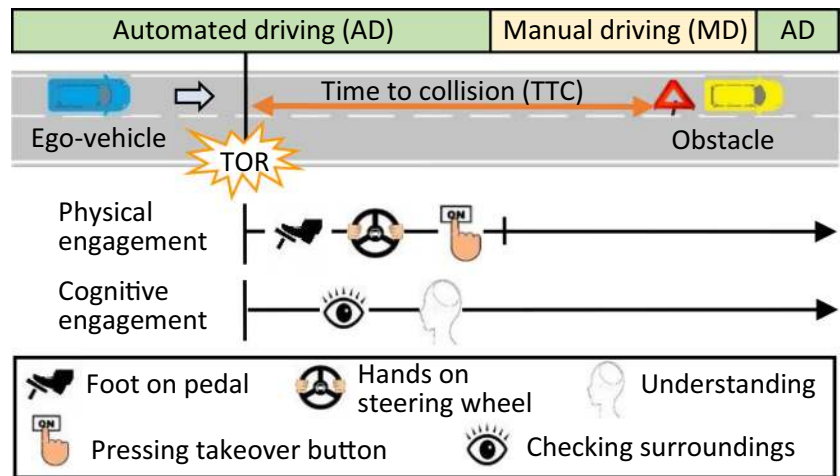 Automated driving (AD) Manual driving (MD) AD
Time to collision (TTC)
Ego-vehicle Obstacle
TOR
Physical
engagement
ON
Cognitive
engagement
Foot on pedal
Hands on
steering wheel
Understanding
ON
Pressing takeover button
Checking surroundings